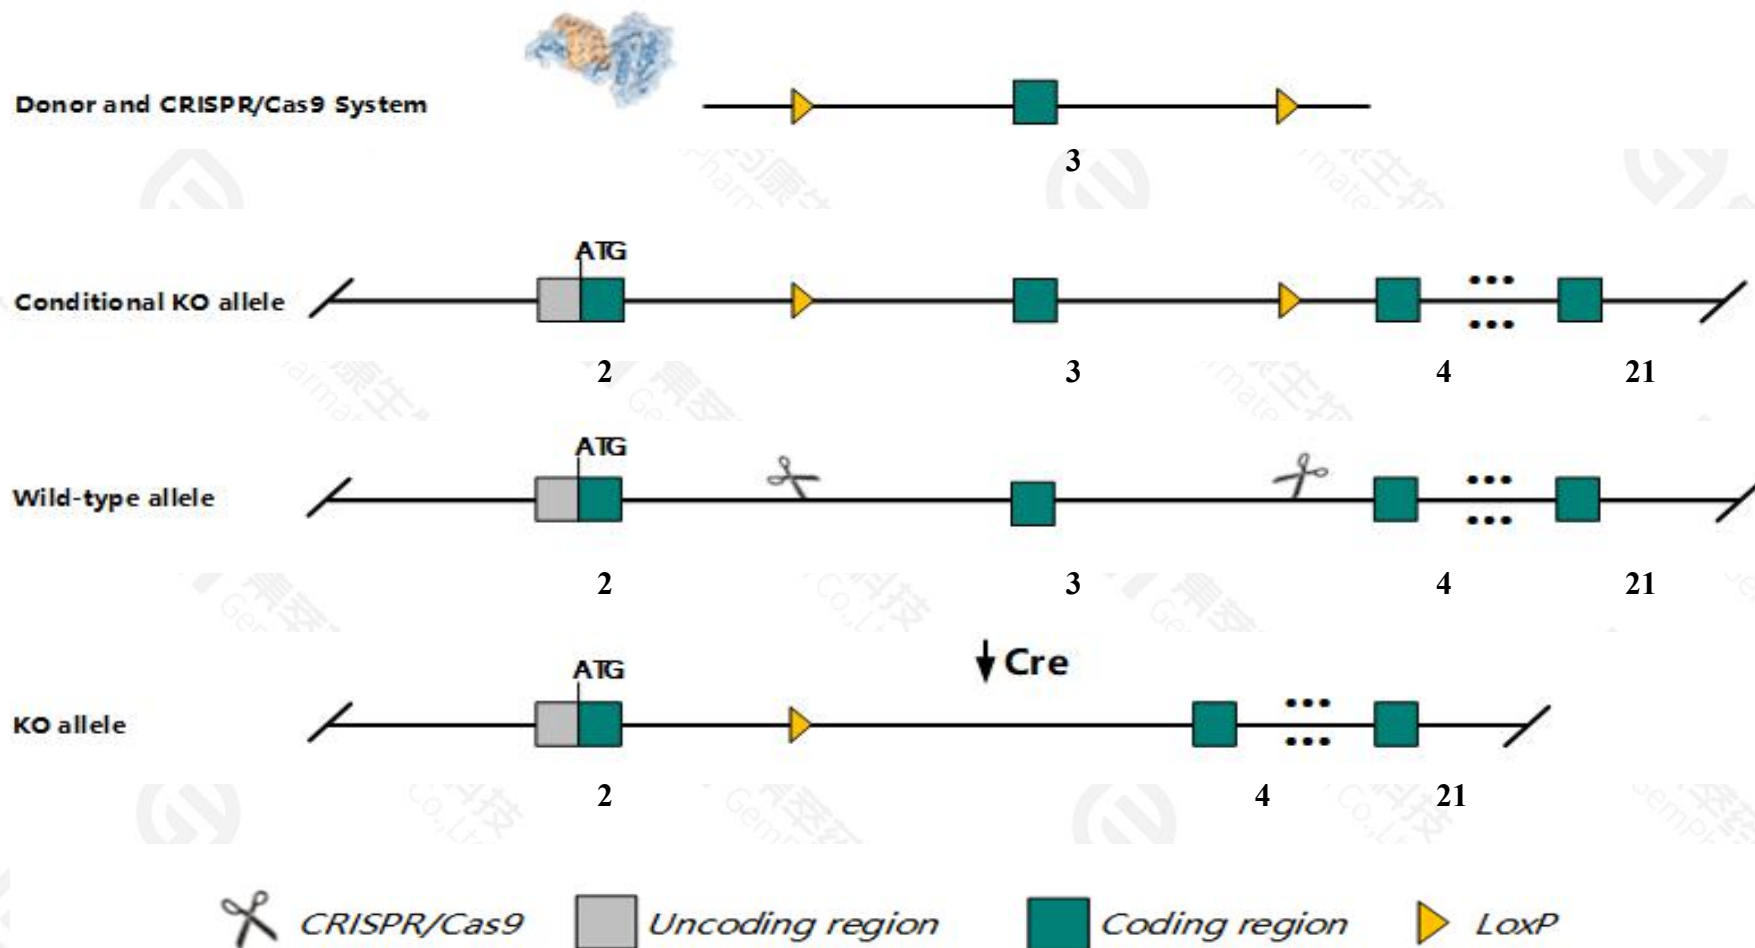 Donor and CRISPR/Cas9 System
3
ATG
Conditional KO allele
2 3 4 21
ATG
Wild-type allele
2 3 4 21
Cre
ATG
KO allele
2 4 21
CRISPR/Cas9 Uncoding region Coding region LoxP